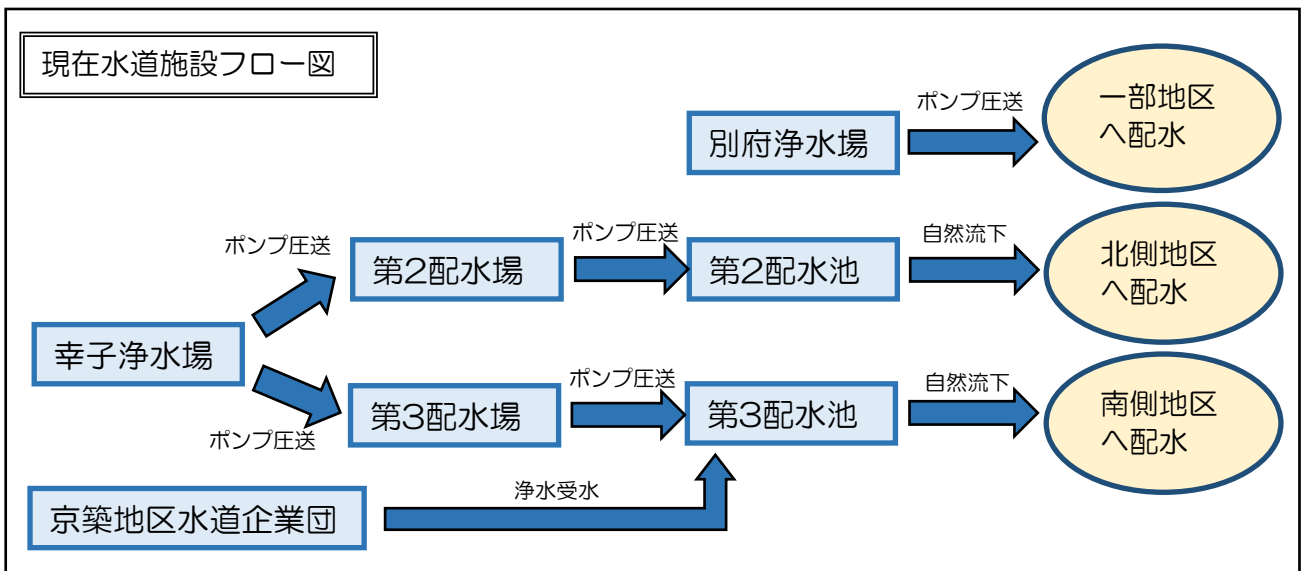 現在水道施設フロー図
ポンプ圧送
一部地区
へ配水
別府浄水場
ポンプ圧送
ポンプ圧送
自然流下
北側地区
へ配水
第2配水場
第2配水池
幸子浄水場
ポンプ圧送
自然流下
南側地区
へ配水
第3配水場
第3配水池
ポンプ圧送
浄水受水
京築地区水道企業団